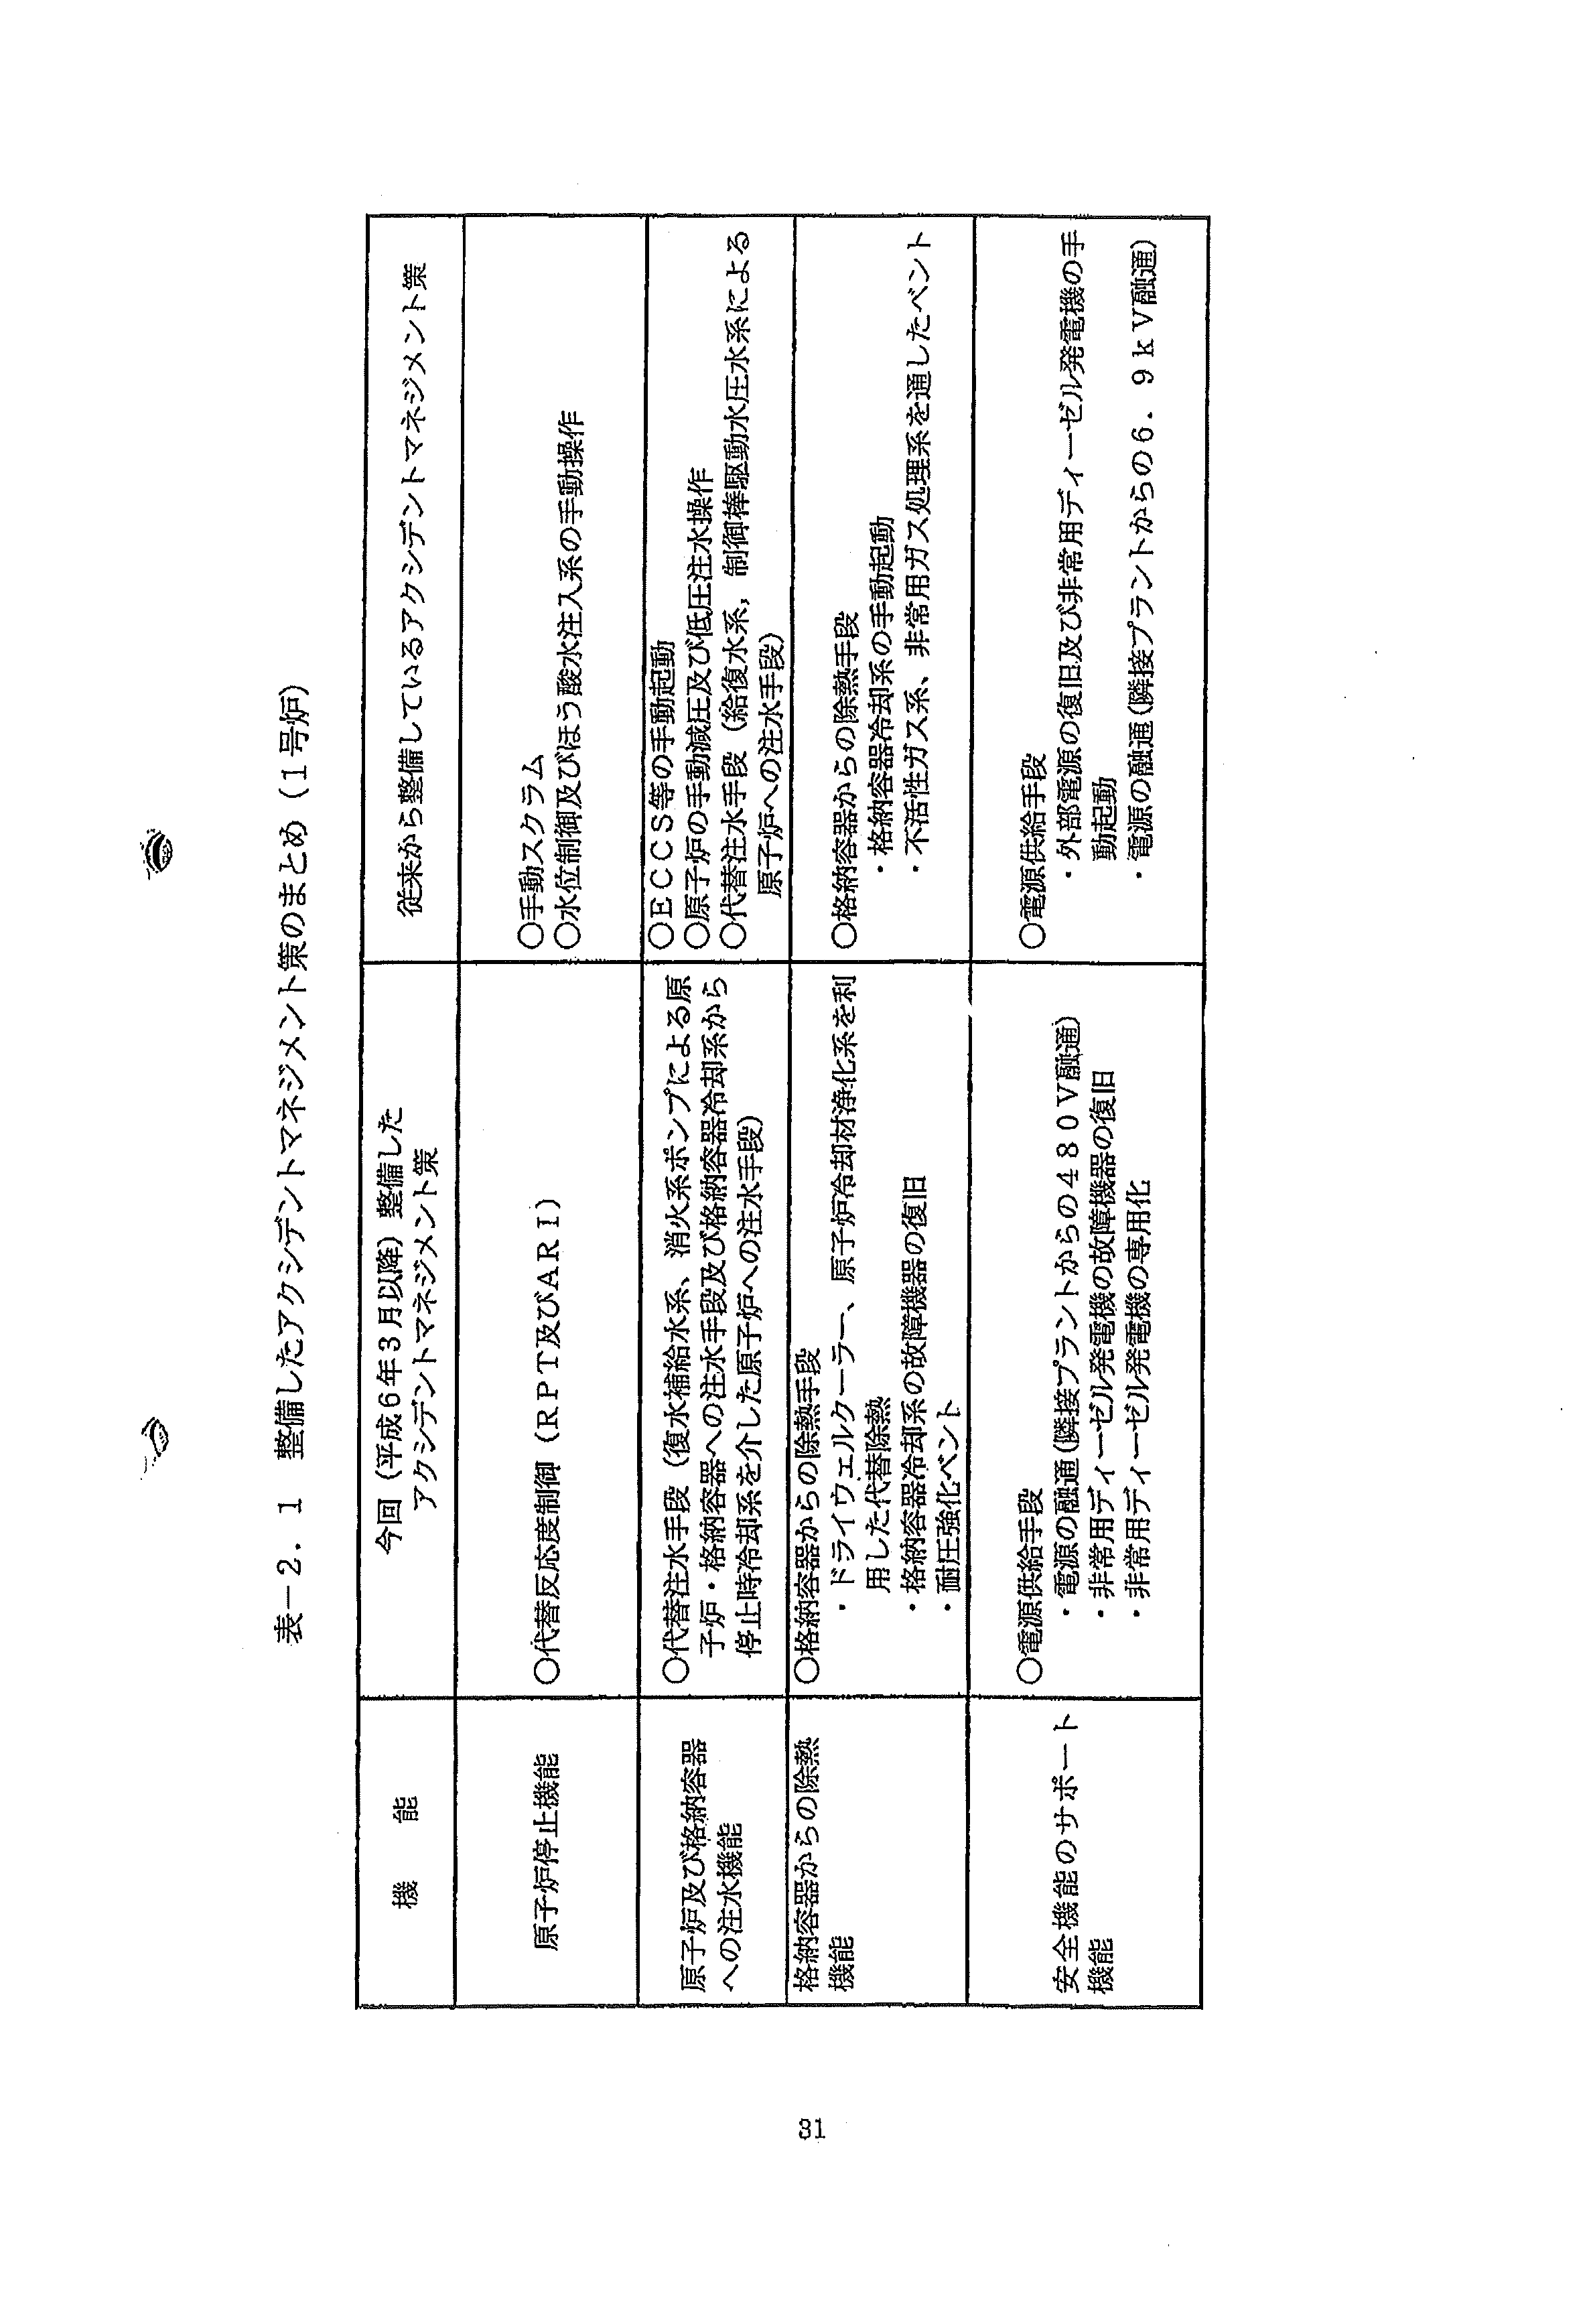 表－２．１　整備したアクシデントマネジメント策のまとめ（１号炉）
機　　能
今回（平成６年３月以降）整備した
アクシデントマネジメント策
従来から整備しているアクシデントマネジメント策
原子炉停止機能
○代替反応度制御（ＲＰＴ及びＡＲＩ）
○手動スクラム
○水位制御及びほう酸水注入系の手動操作
原子炉及び格納容器
への注水機能
○代替注水手段（復水補給水系、消火系ポンプによる原
子炉・格納容器への注水手段及び格納容器冷却系から
停止時冷却系を介した原子炉への注水手段）
○ＥＣＣＳ等の手動起動
○原子炉の手動減圧及び低圧注水操作
○代替注水手段（給復水系，制御棒駆動水圧水系による
原子炉への注水手段）
格納容器からの除熱
機能
○格納容器からの除熱手段
・ドライウェルクーラー、原子炉冷却材浄化系を利
用した代替除熱
・格納容器冷却系の故障機器の復旧
・耐圧強化ベント
○格納容器からの除熱手段
・格納容器冷却系の手動起動
・不活性ガス系、非常用ガス処理系を通したベント
安全機能のサポート
機能
○電源供給手段
・電源の融通（隣接プラントからの４８０Ｖ融通）
・非常用ディーゼル発電機の故障機器の復旧
・非常用ディーゼル発電機の専用化
○電源供給手段
・外部電源の復旧及び非常用ディーゼル発電機の手
動起動
・電源の融通（隣接プラントからの６．９ｋＶ融通）
31